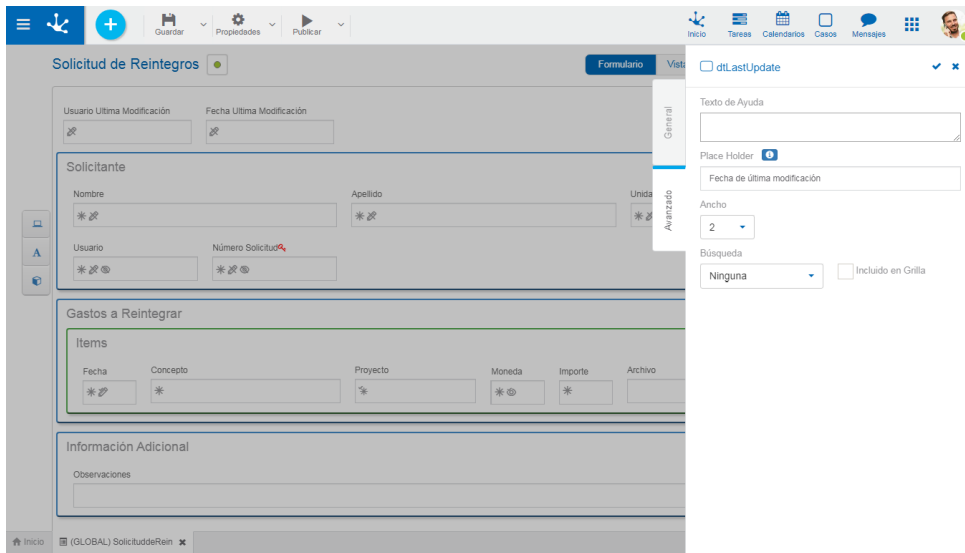 Guardar
Propiedades
Publicar
Inicio
Tareas
Calendarios
Casos
Mensajes
Solicitud de Reintegros
Formulario
Vist
dtLastUpdate
General
Avanzado
Texto de Ayuda
Place Holder
Fecha de última modificación
Ancho
2
Búsqueda
Ninguna
Incluido en Grilla
Usuario Ultima Modificación
Fecha Ultima Modificación
Solicitante
Nombre
Apellido
Unida
Usuario
Número Solicitud
Gastos a Reintegrar
Items
Fecha
Concepto
Proyecto
Moneda
Importe
Archivo
Información Adicional
Observaciones
Inicio
(GLOBAL) SolicituddeRein